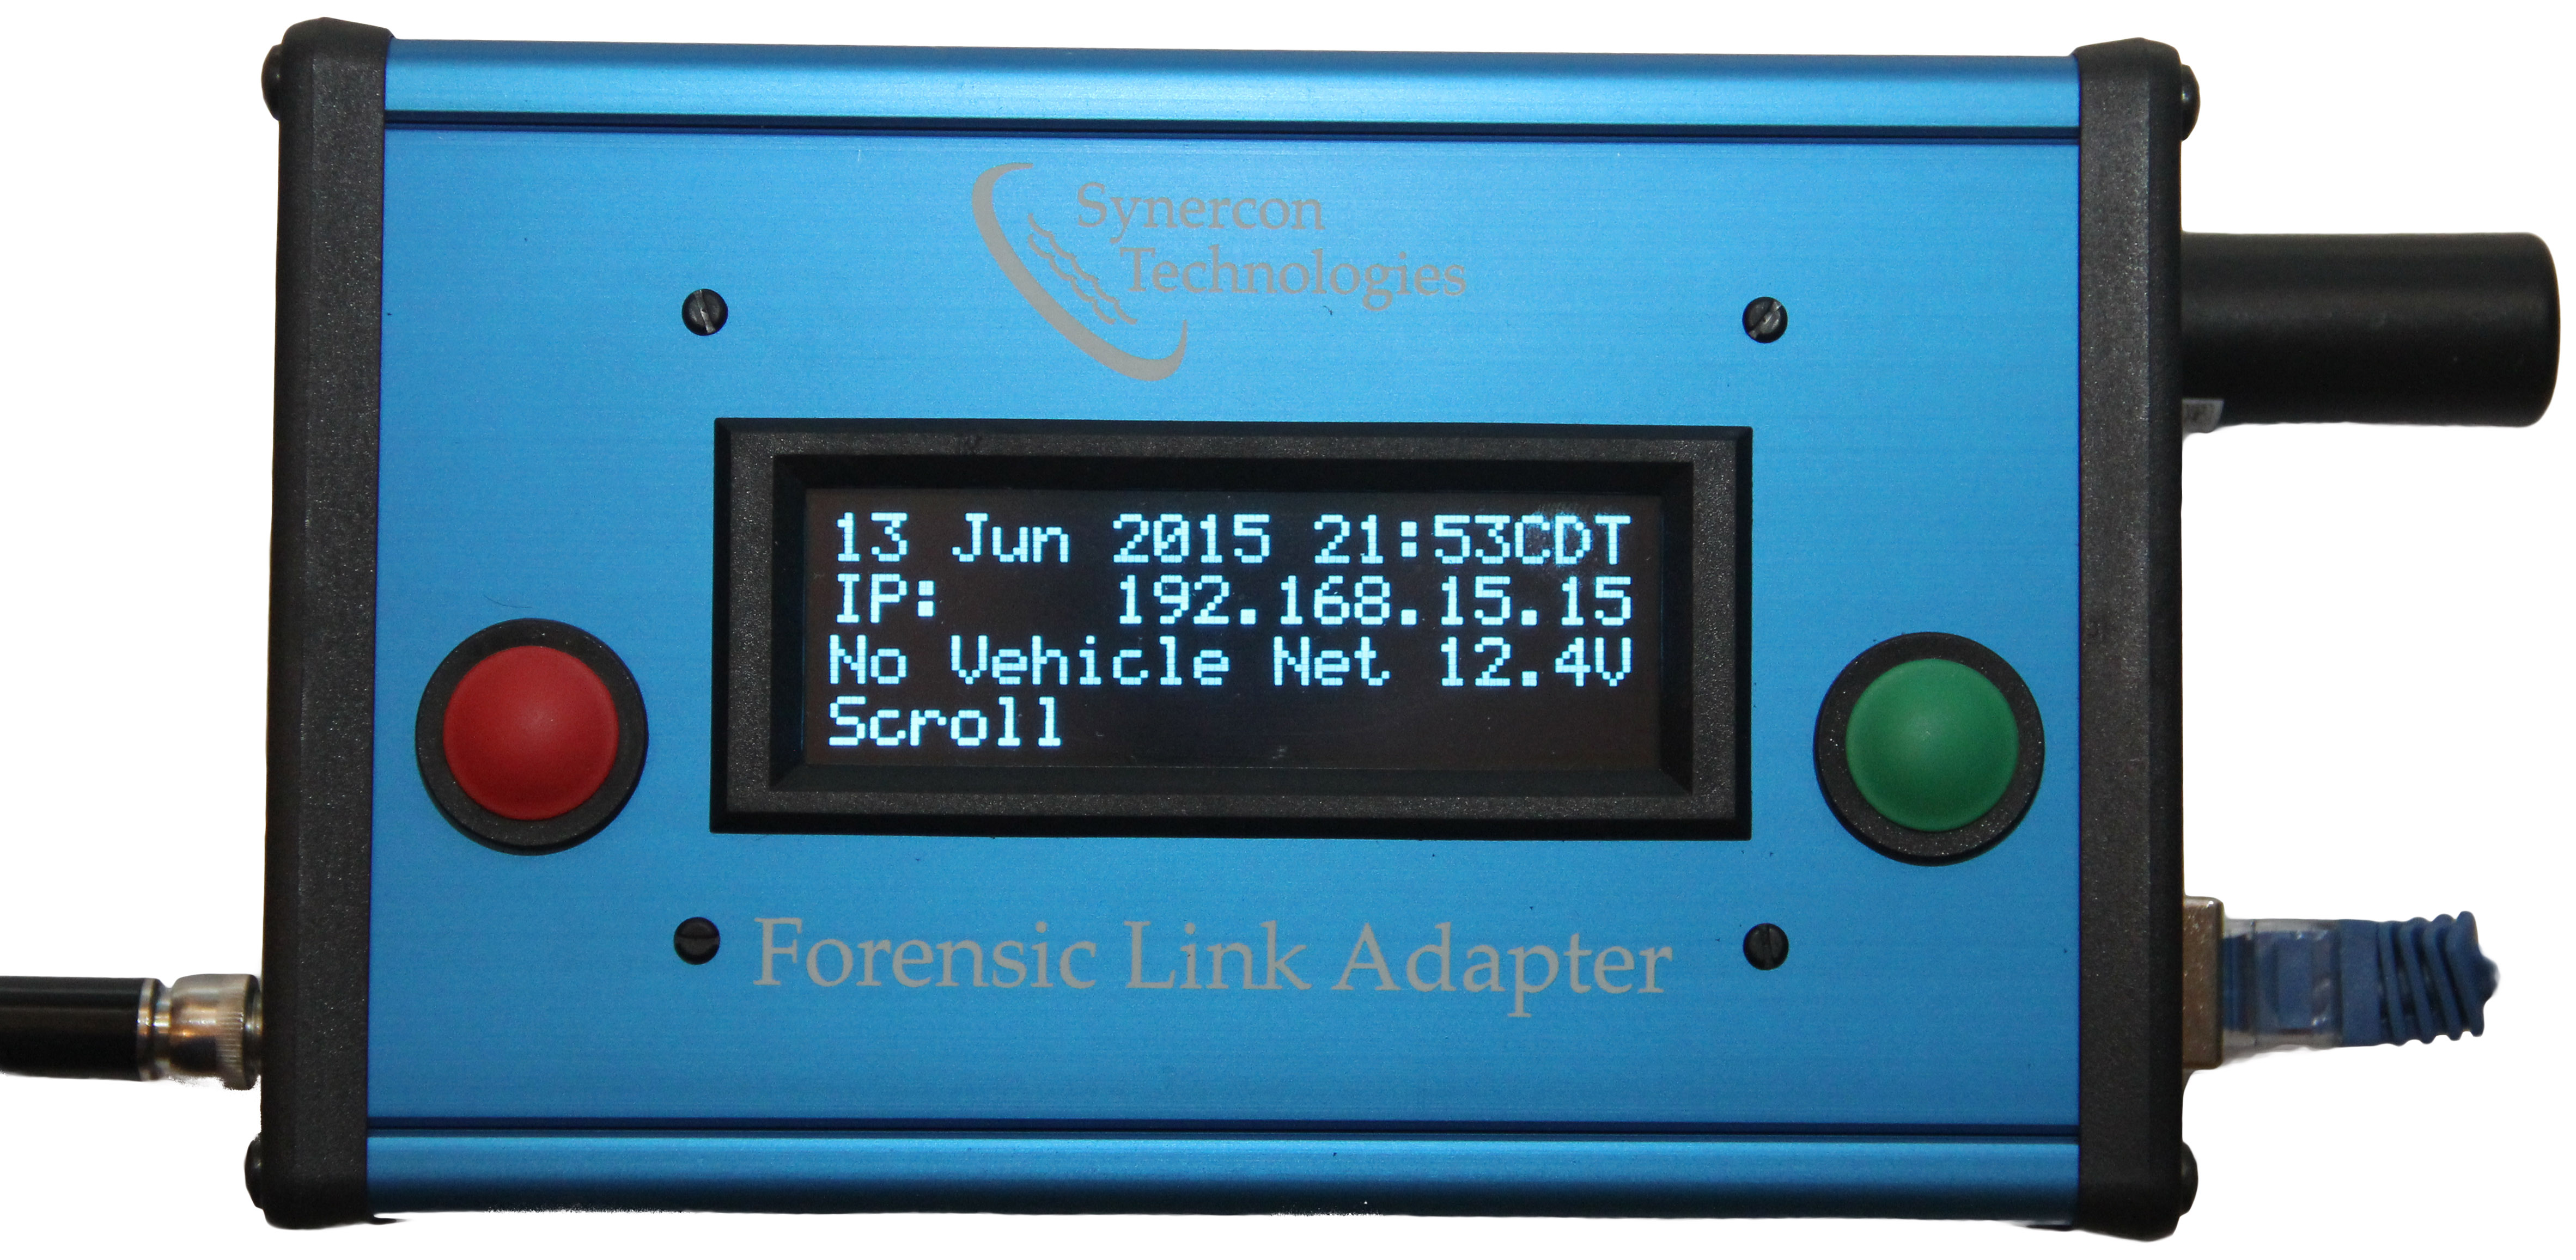 Synercon
Technologies
13 Jun 2015 21:53CDT
IP: 192.168.15.15
No Vehicle Net 12.4V
Scroll
Forensic Link Adapter